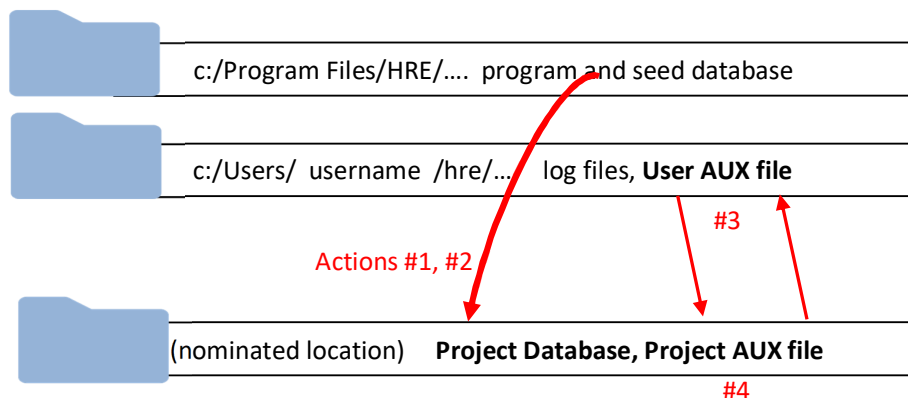 c:/Program Files/HRE/…. program and seed database
c:/Users/ username /hre/…. log files, User AUX file
#3
Actions #1, #2
(nominated location) Project Database, Project AUX file
#4